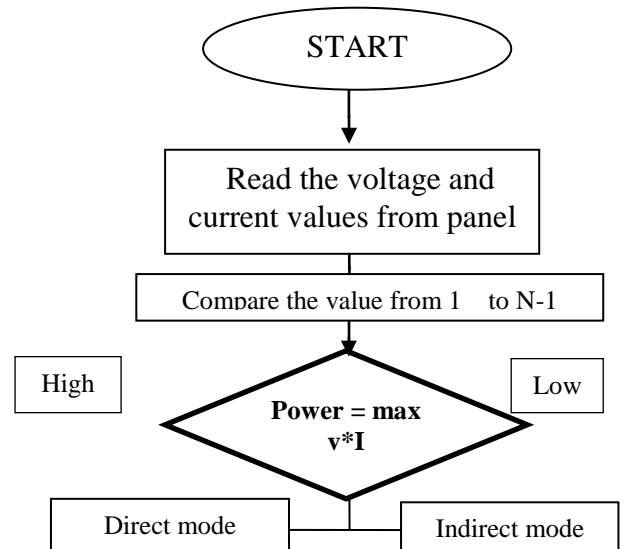 START
Read the voltage and
current values from panel
Compare the value from 1 to N-1
High
Low
Power = max
v*I
Direct mode
Indirect mode